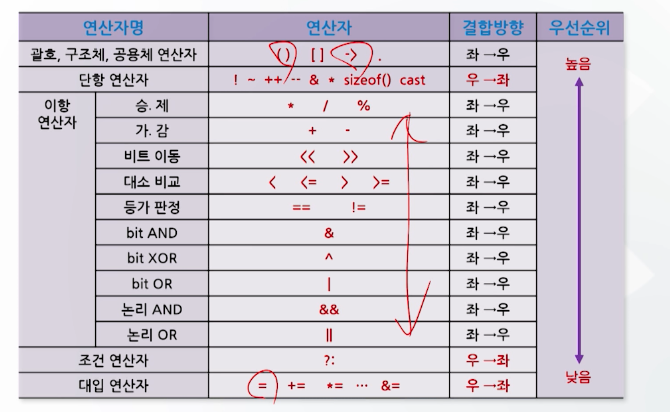 연산자명 연산자 결합방향 우선순위
괄호, 구조체, 공용체 연산자 () [] -> . 좌→우 높음
단항 연산자 ! ~ ++ -- & * sizeof() cast 우→좌
이항 연산자 승. 제 * / % 좌→우
가. 감 + - 좌→우
비트 이동 << >> 좌→우
대소 비교 < <= > >= 좌→우
등가 판정 == != 좌→우
bit AND & 좌→우
bit XOR ^ 좌→우
bit OR | 좌→우
논리 AND && 좌→우
논리 OR || 좌→우
조건 연산자 ?: 우→좌
대입 연산자 = += *= ··· &= 우→좌 낮음